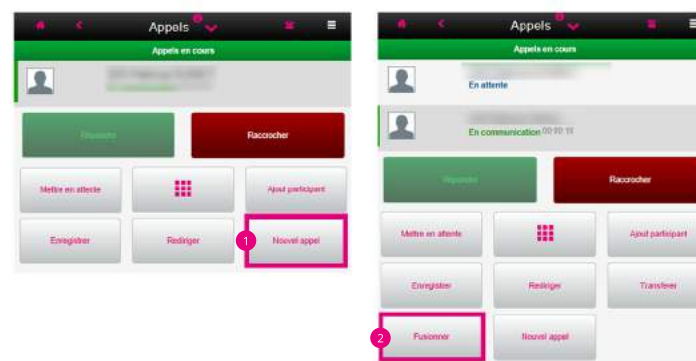 Appels
Appels en cours
Répondre
Raccrocher
Mettre en attente
Ajout participant
Enregistrer
Rediriger
1
Nouvel appel
Appels
Appels en cours
En attente
En communication 00:00:18
Répondre
Raccrocher
Mettre en attente
Ajout participant
Enregistrer
Rediriger
Transférer
2
Fusionner
Nouvel appel